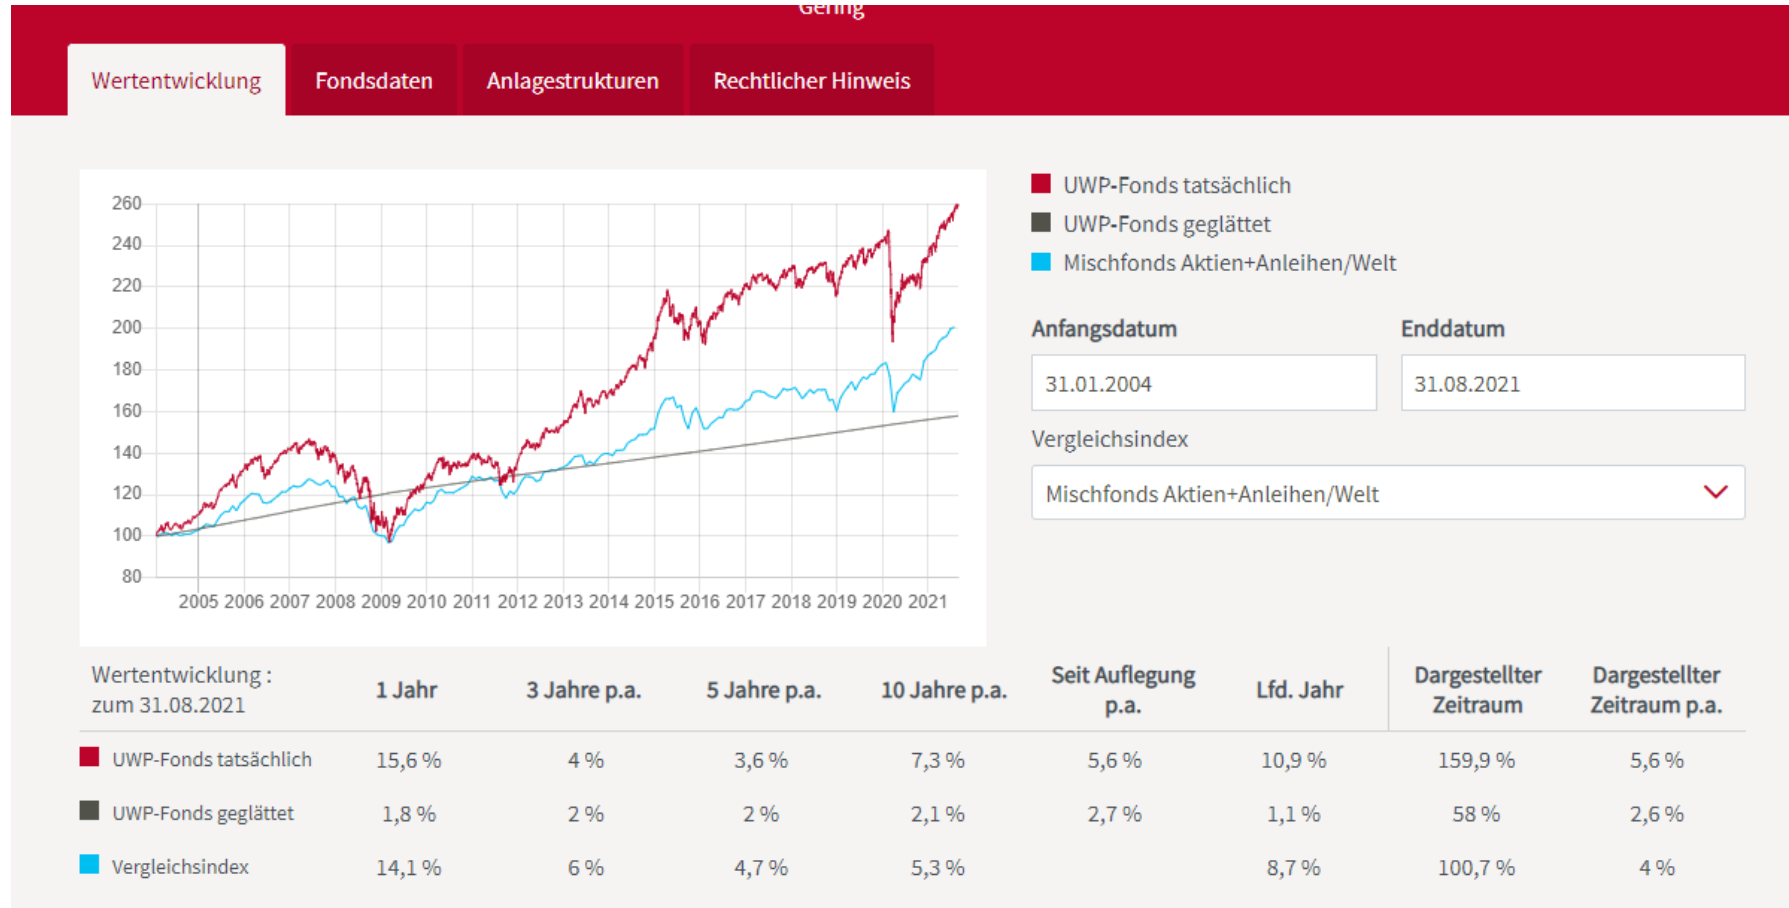 Gering
Wertentwicklung Fondsdaten Anlagestrukturen Rechtlicher Hinweis
260
240
220
200
180
160
140
120
100
80
2005 2006 2007 2008 2009 2010 2011 2012 2013 2014 2015 2016 2017 2018 2019 2020 2021
UWP-Fonds tatsächlich
UWP-Fonds geglättet
Mischfonds Aktien+Anleihen/Welt
Anfangsdatum Enddatum
31.01.2004 31.08.2021
Vergleichsindex
Mischfonds Aktien+Anleihen/Welt
Wertentwicklung : zum 31.08.2021 1 Jahr 3 Jahre p.a. 5 Jahre p.a. 10 Jahre p.a. Seit Auflegung p.a. Lfd. Jahr Dargestellter Zeitraum Dargestellter Zeitraum p.a.
UWP-Fonds tatsächlich 15,6 % 4 % 3,6 % 7,3 % 5,6 % 10,9 % 159,9 % 5,6 %
UWP-Fonds geglättet 1,8 % 2 % 2 % 2,1 % 2,7 % 1,1 % 58 % 2,6 %
Vergleichsindex 14,1 % 6 % 4,7 % 5,3 % 8,7 % 100,7 % 4 %